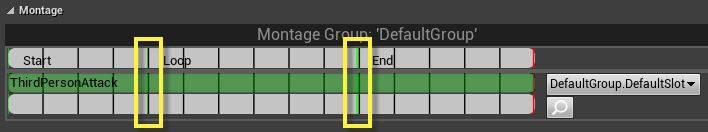 Montage
Montage Group: 'DefaultGroup'
Start Loop End
ThirdPersonAttack
DefaultGroup.DefaultSlot